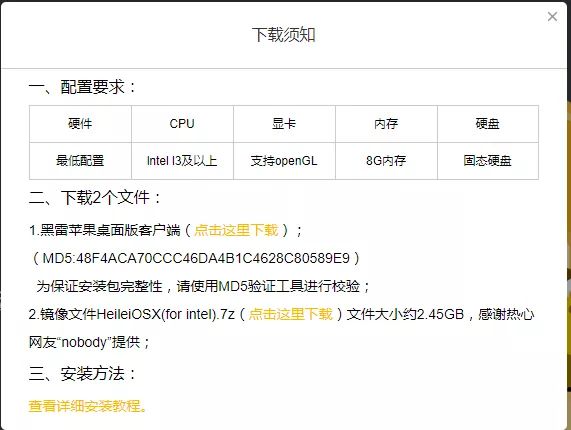 下载须知
一、配置要求：
硬件 CPU 显卡 内存 硬盘
最低配置 Intel I3及以上 支持openGL 8G内存 固态硬盘
二、下载2个文件：
1.黑雷苹果桌面版客户端（点击这里下载）；
（MD5:48F4ACA70CCC46DA4B1C4628C80589E9）
为保证安装包完整性，请使用MD5验证工具进行校验；
2.镜像文件HeileiOSX(for intel).7z（点击这里下载）文件大小约2.45GB，感谢热心
网友“nobody”提供；
三、安装方法：
查看详细安装教程。